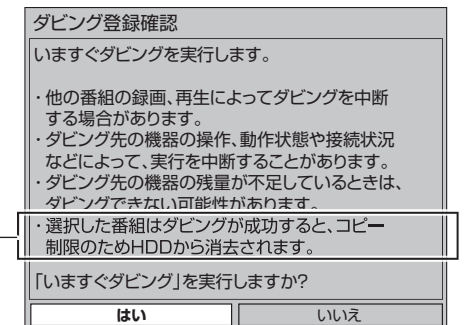 ダビング登録確認
いますぐダビングを実行します。
・他の番組の録画、再生によってダビングを中断
する場合があります。
・ダビング先の機器の操作、動作状態や接続状況
などによって、実行を中断することがあります。
・ダビング先の機器の残量が不足しているときは、
ダビングできない可能性があります。
・選択した番組はダビングが成功すると、コピー
制限のためHDDから消去されます。
「いますぐダビング」を実行しますか?
はい
いいえ